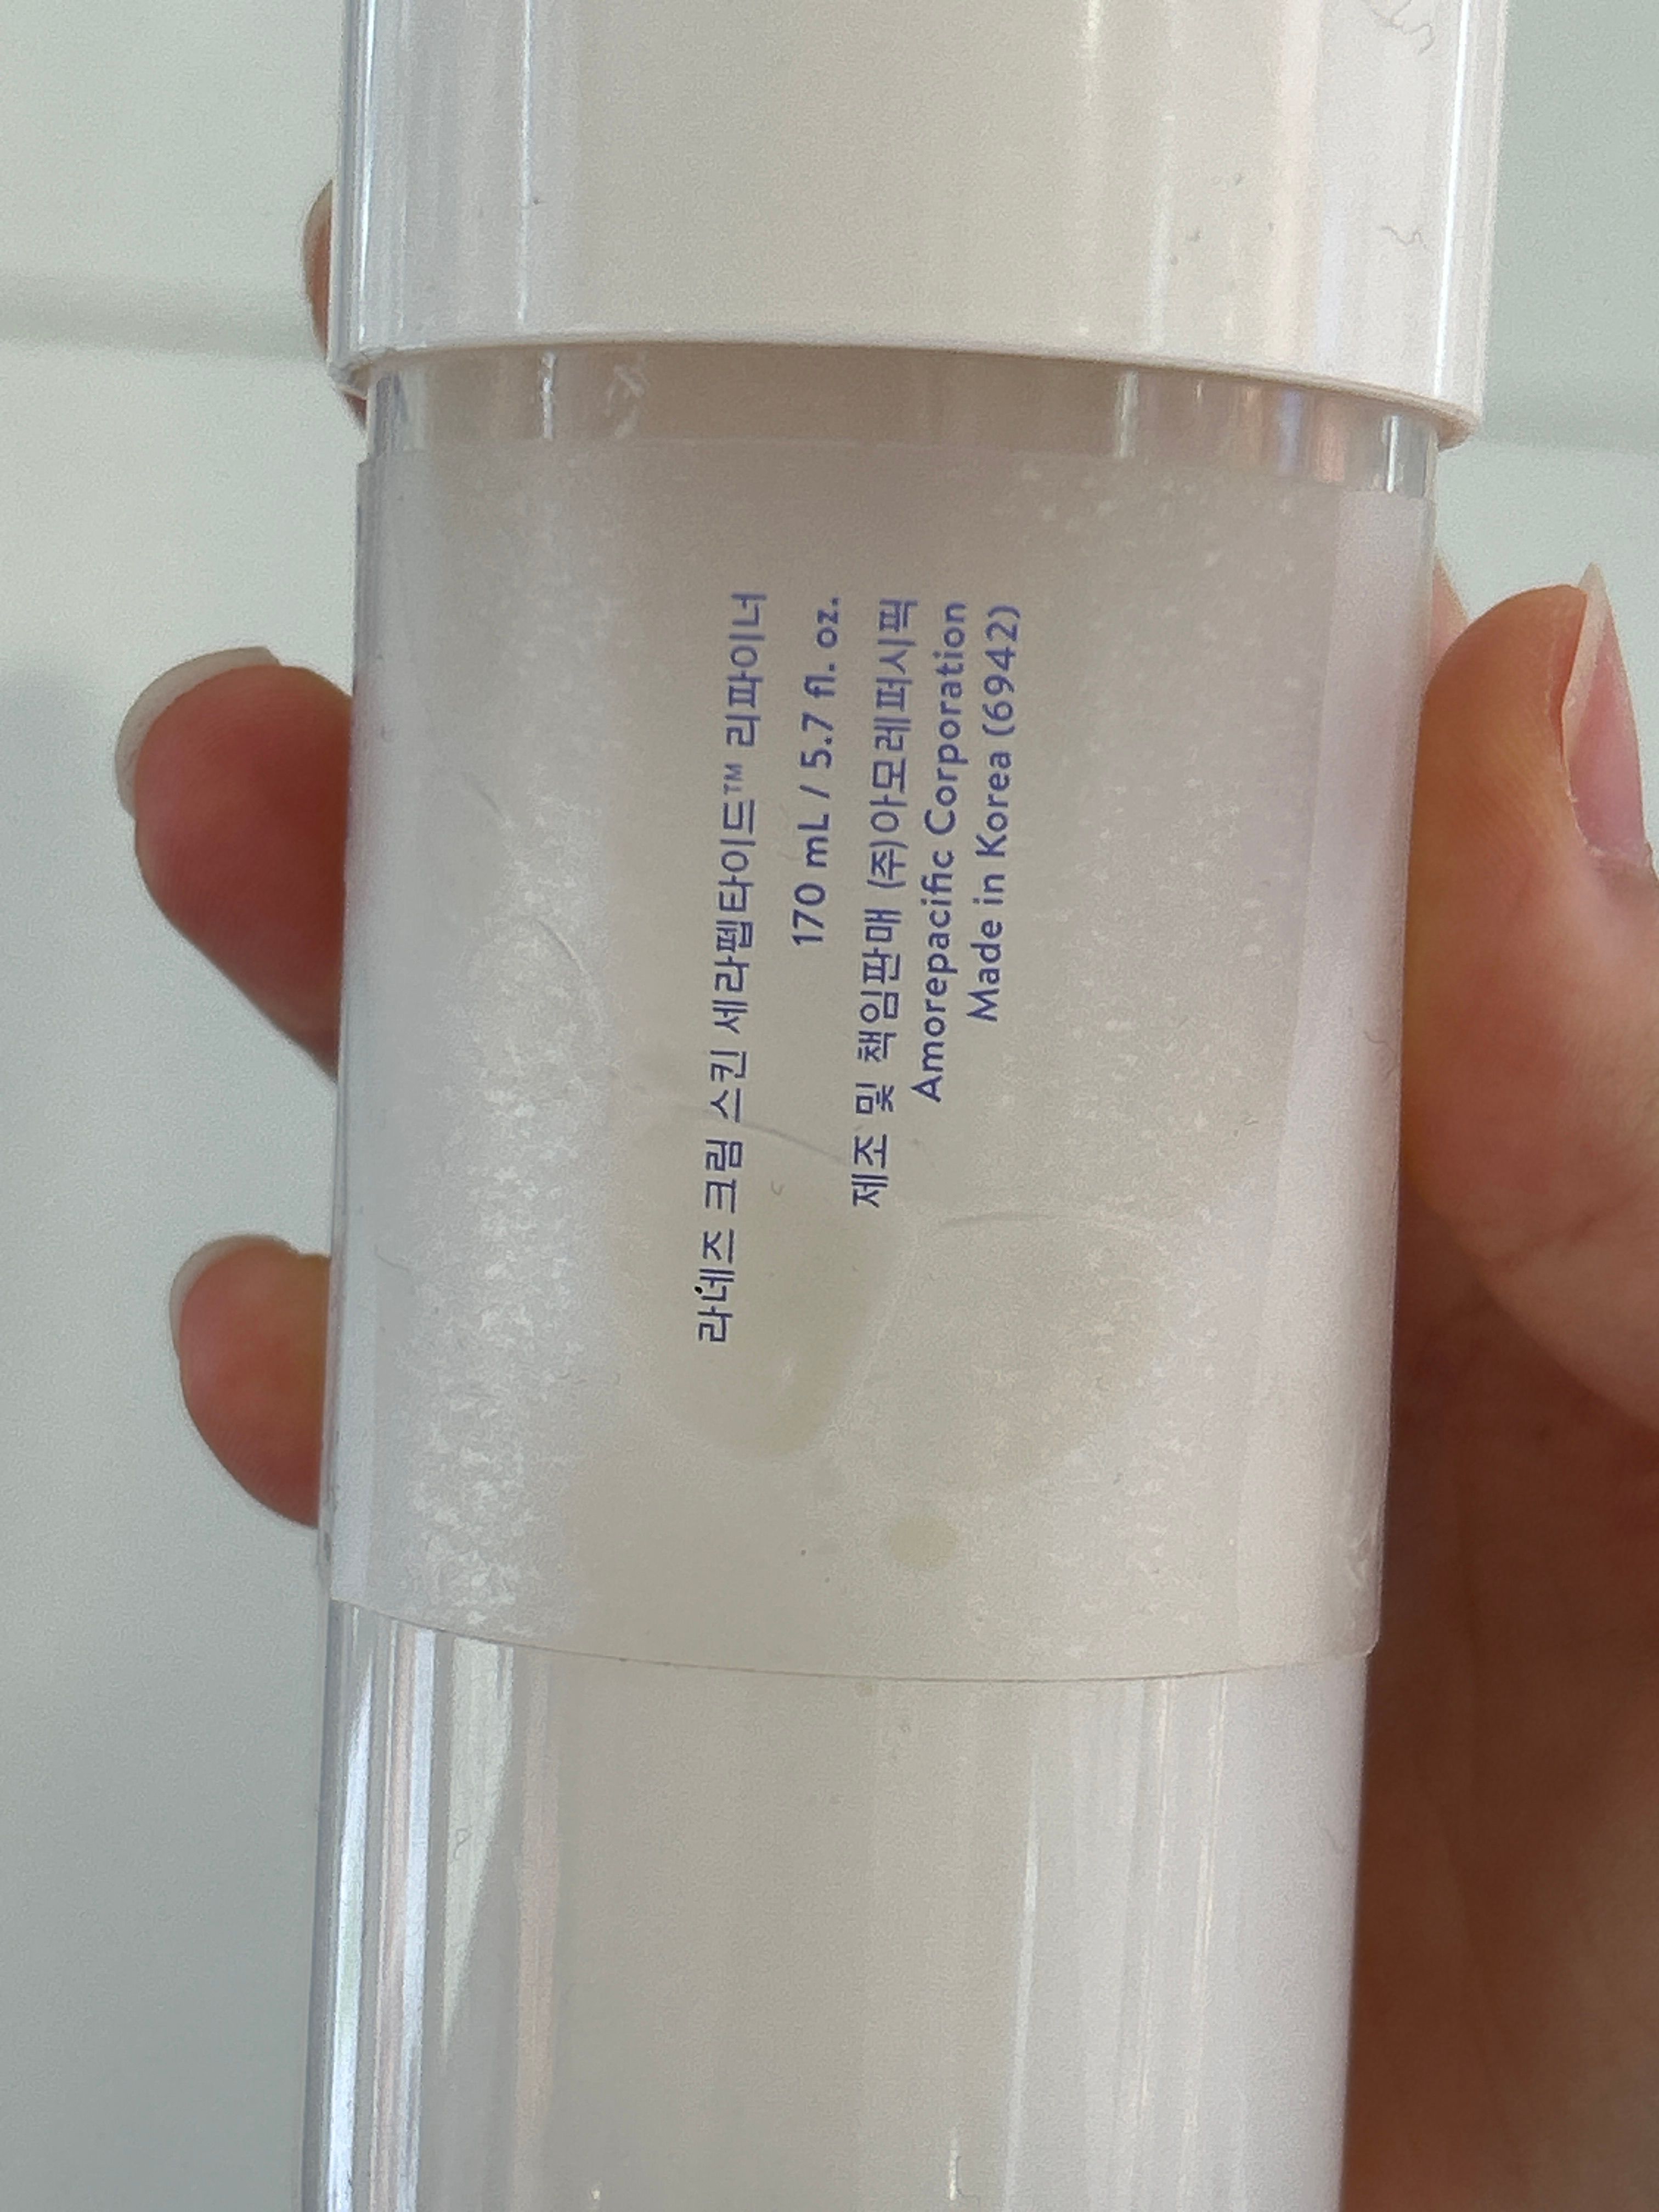 라네즈 크림 스킨 세라펩타이드™ 리파이너
170 mL / 5.7 fl. oz.
제조 및 책임판매 (주)아모레퍼시픽
Amorepacific Corporation
Made in Korea (6942)